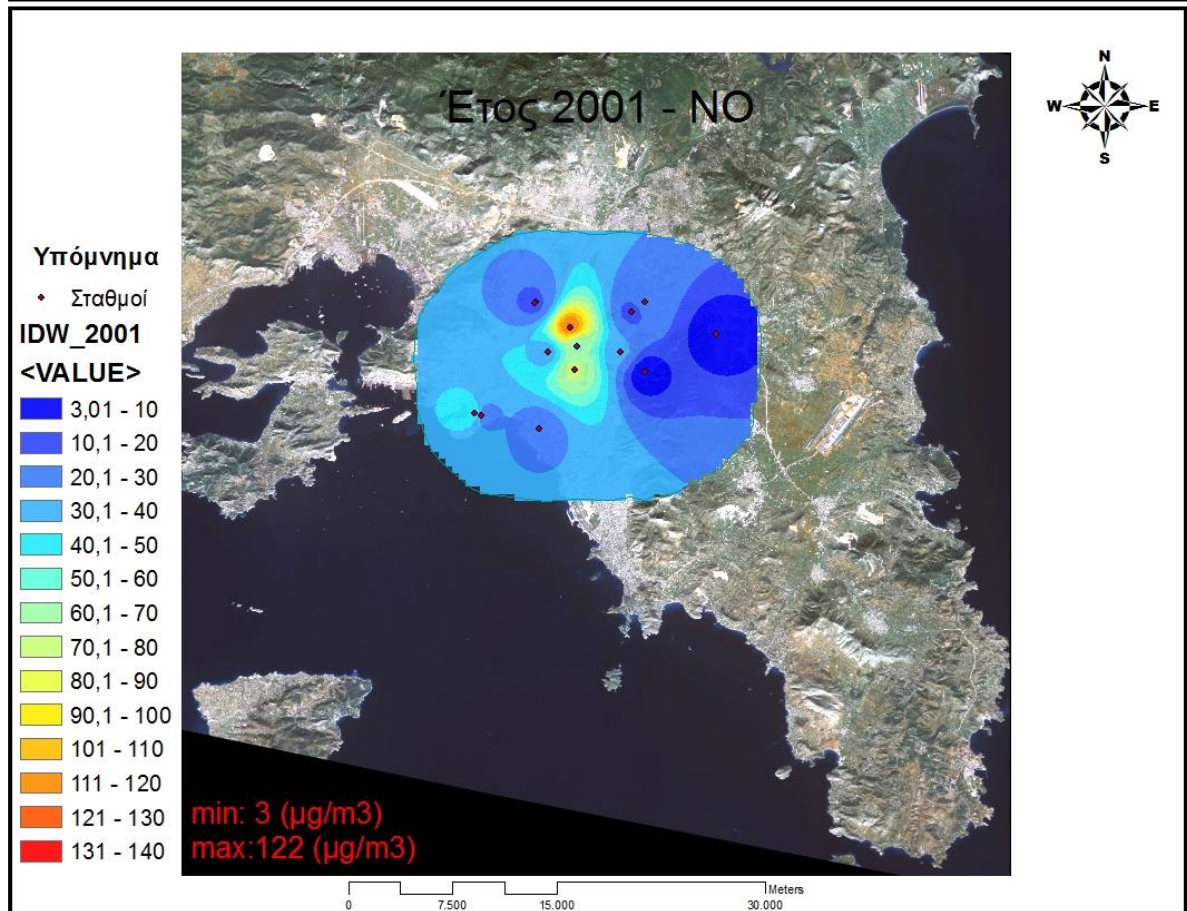 Έτος 2001 - NO
N
W E
S
Υπόμνημα
Σταθμοί
IDW_2001
<VALUE>
3,01 - 10
10,1 - 20
20,1 - 30
30,1 - 40
40,1 - 50
50,1 - 60
60,1 - 70
70,1 - 80
80,1 - 90
90,1 - 100
101 - 110
111 - 120
121 - 130
131 - 140
min: 3 (μg/m3)
max:122 (μg/m3)
Meters
0 7.500 15.000 30.000